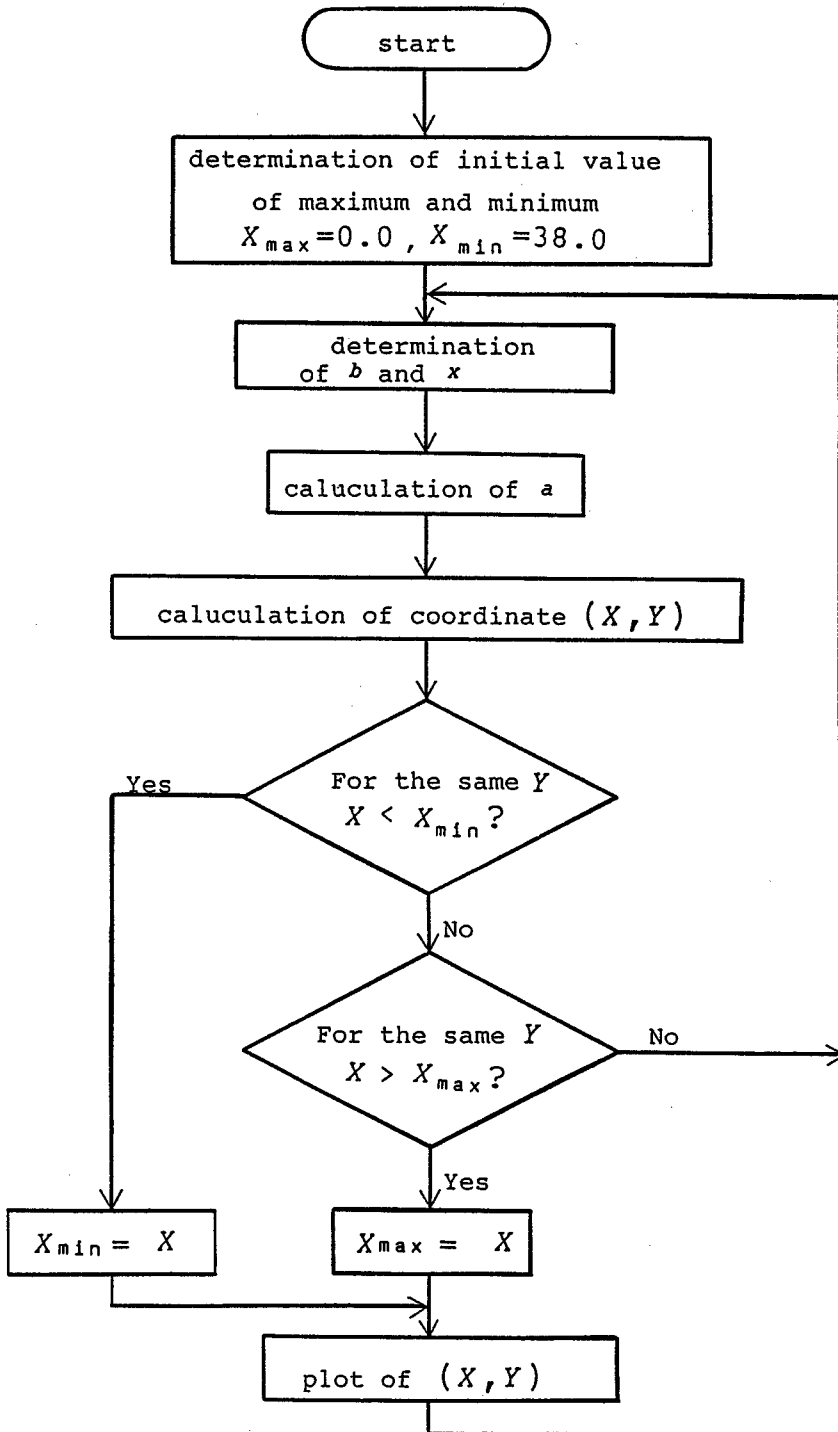 start
determination of initial value
of maximum and minimum
Xmax=0.0 , Xmin=38.0
determination
of b and x
caluculation of a
caluculation of coordinate (X,Y)
For the same Y
X < Xmin?
Yes
No
For the same Y
X > Xmax?
No
Yes
Xmin= X
Xmax= X
plot of (X,Y)